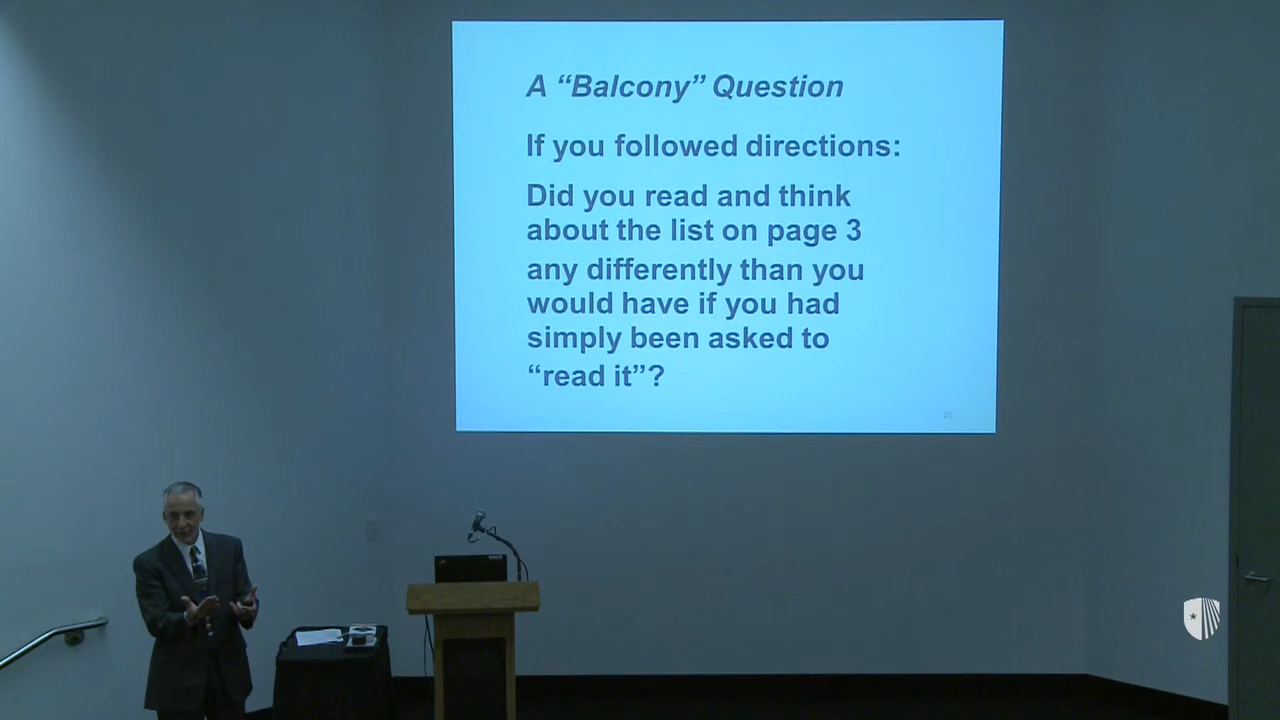 A “Balcony” Question
If you followed directions:
Did you read and think
about the list on page 3
any differently than you
would have if you had
simply been asked to
“read it”?